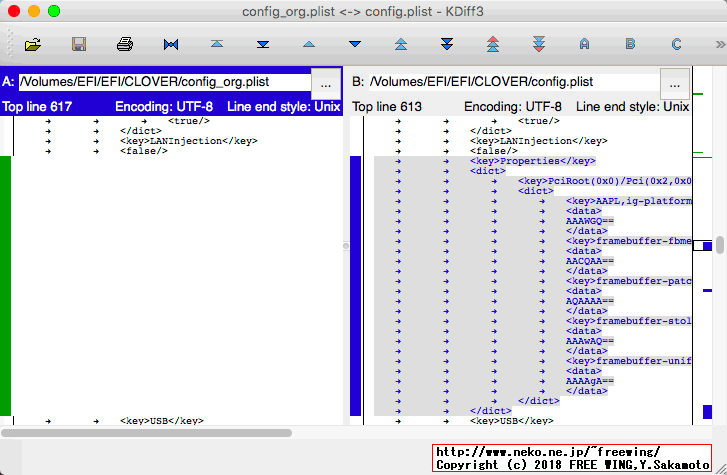 config_org.plist <-> config.plist - KDiff3
A B C »
A: /Volumes/EFI/EFI/CLOVER/config_org.plist ...
Top line 617 Encoding: UTF-8 Line end style: Unix
<true/>
</dict>
<key>LANInjection</key>
<false/>
<key>USB</key>
B: /Volumes/EFI/EFI/CLOVER/config.plist ...
Top line 613 Encoding: UTF-8 Line end style: Unix
<true/>
</dict>
<key>LANInjection</key>
<false/>
<key>Properties</key>
<dict>
<key>PciRoot(0x0)/Pci(0x2,0x0
<dict>
<key>AAPL,ig-platform
<data>
AAAWGQ==
</data>
<key>framebuffer-fbme
<data>
AACQAA==
</data>
<key>framebuffer-patc
<data>
AQAAAA==
</data>
<key>framebuffer-stol
<data>
AAAwAQ==
</data>
<key>framebuffer-unif
<data>
AAAAgA==
</data>
</dict>
</dict>
<key>USB</key>
http://www.neko.ne.jp/~freewing/
Copyright (c) 2018 FREE WING,Y.Sakamoto